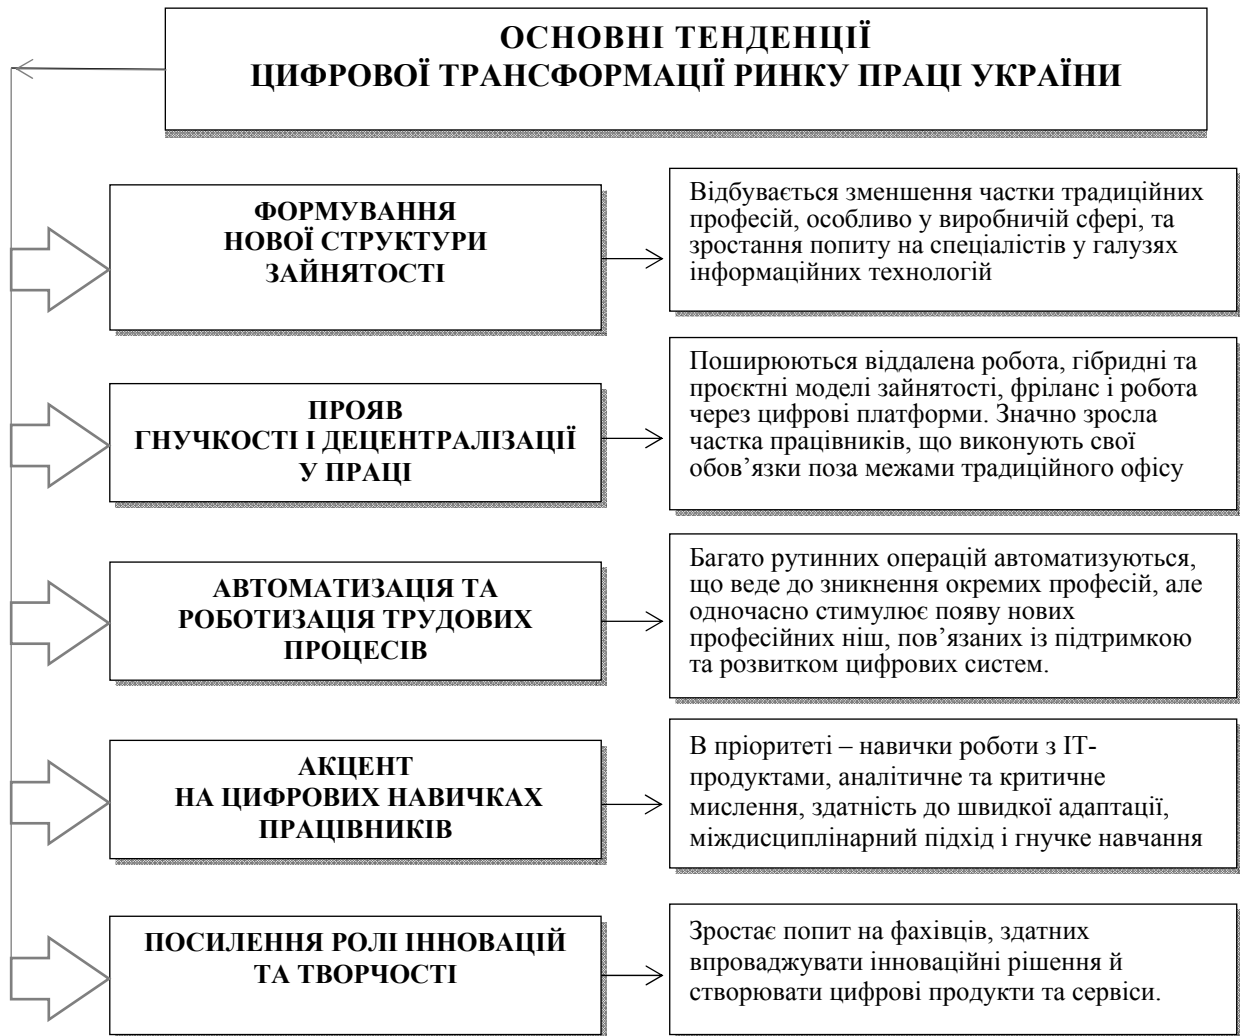 ОСНОВНІ ТЕНДЕНЦІЇ
ЦИФРОВОЇ ТРАНСФОРМАЦІЇ РИНКУ ПРАЦІ УКРАЇНИ
ФОРМУВАННЯ
НОВОЇ СТРУКТУРИ
ЗАЙНЯТОСТІ
Відбувається зменшення частки традиційних
професій, особливо у виробничій сфері, та
зростання попиту на спеціалістів у галузях
інформаційних технологій
ПРОЯВ
ГНУЧКОСТІ І ДЕЦЕНТРАЛІЗАЦІЇ
У ПРАЦІ
Поширюються віддалена робота, гібридні та
проєктні моделі зайнятості, фріланс і робота
через цифрові платформи. Значно зросла
частка працівників, що виконують свої
обов’язки поза межами традиційного офісу
АВТОМАТИЗАЦІЯ ТА
РОБОТИЗАЦІЯ ТРУДОВИХ
ПРОЦЕСІВ
Багато рутинних операцій автоматизуються,
що веде до зникнення окремих професій, але
одночасно стимулює появу нових
професійних ніш, пов’язаних із підтримкою
та розвитком цифрових систем.
АКЦЕНТ
НА ЦИФРОВИХ НАВИЧКАХ
ПРАЦІВНИКІВ
В пріоритеті – навички роботи з ІТ-
продуктами, аналітичне та критичне
мислення, здатність до швидкої адаптації,
міждисциплінарний підхід і гнучке навчання
ПОСИЛЕННЯ РОЛІ ІННОВАЦІЙ
ТА ТВОРЧОСТІ
Зростає попит на фахівців, здатних
впроваджувати інноваційні рішення й
створювати цифрові продукти та сервіси.